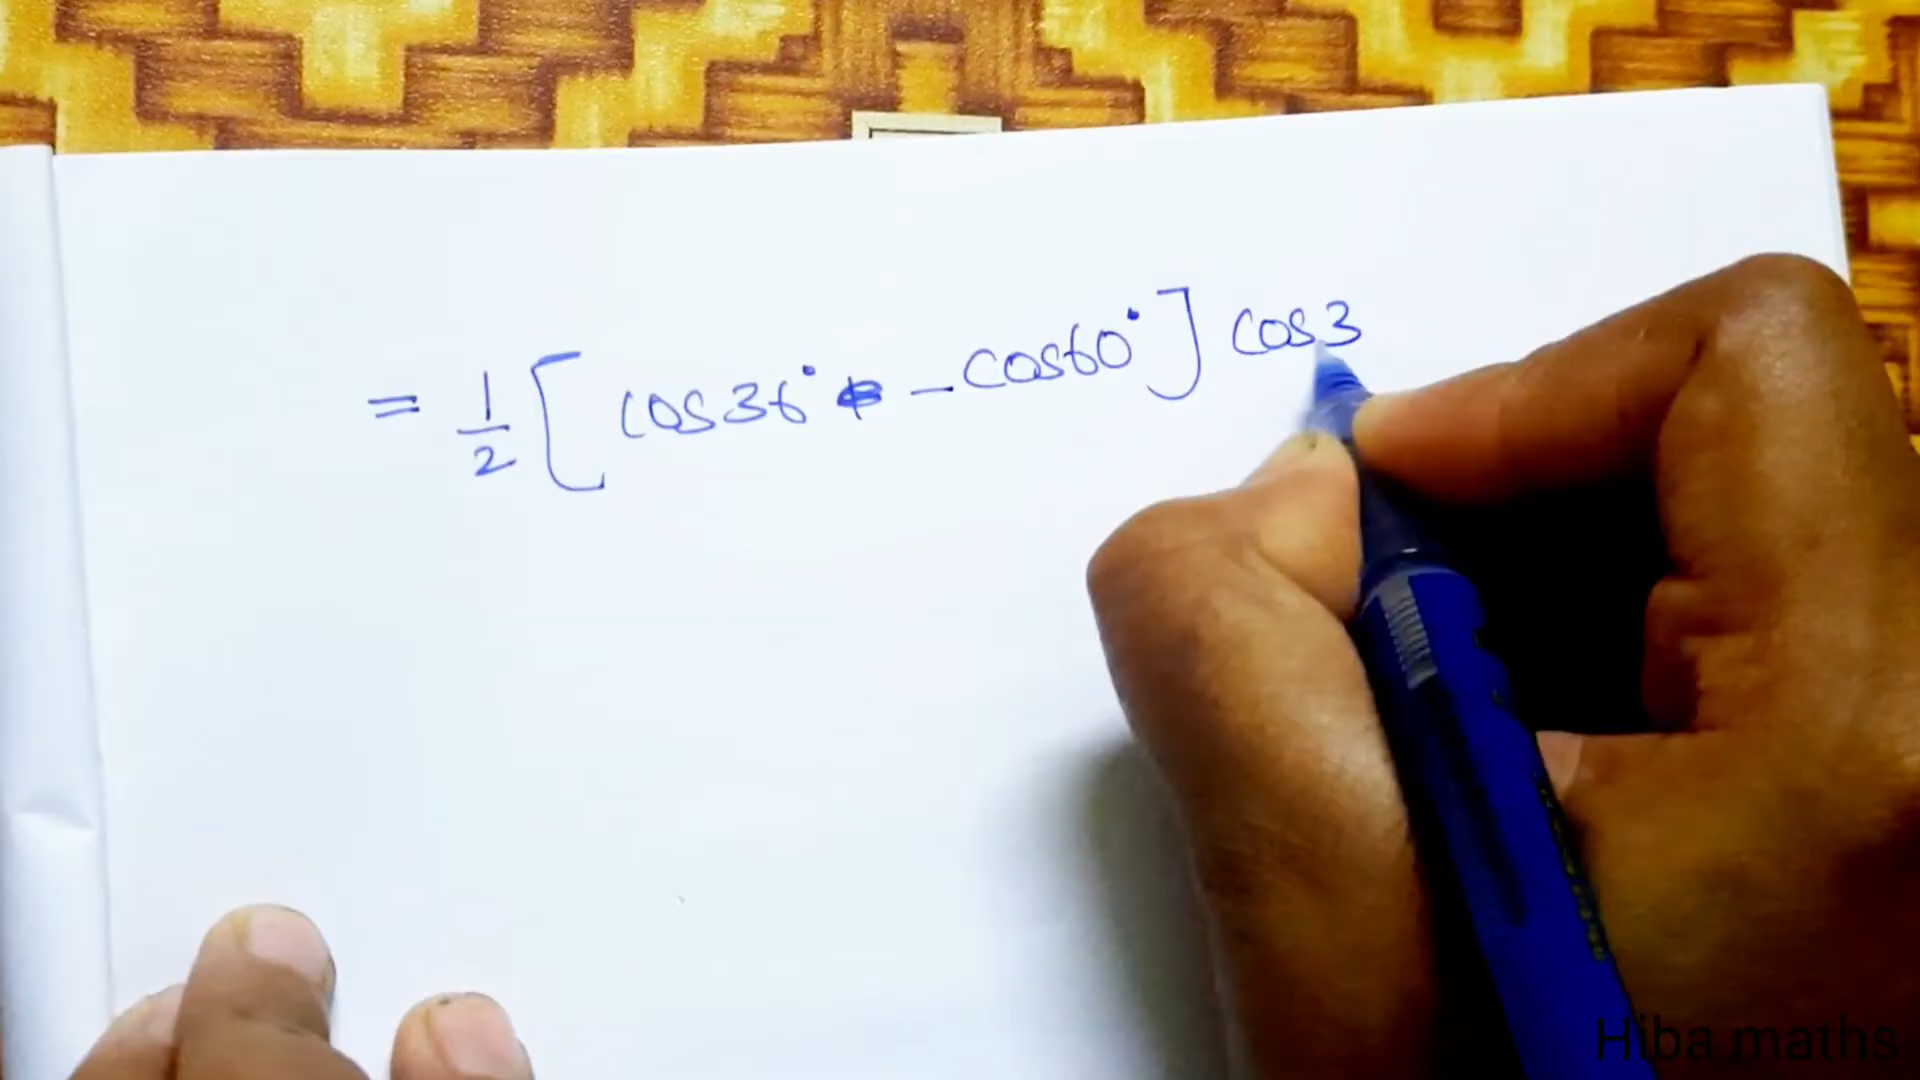 = 1/2 [ cos36° - cos60° ] cos3
Hiba maths